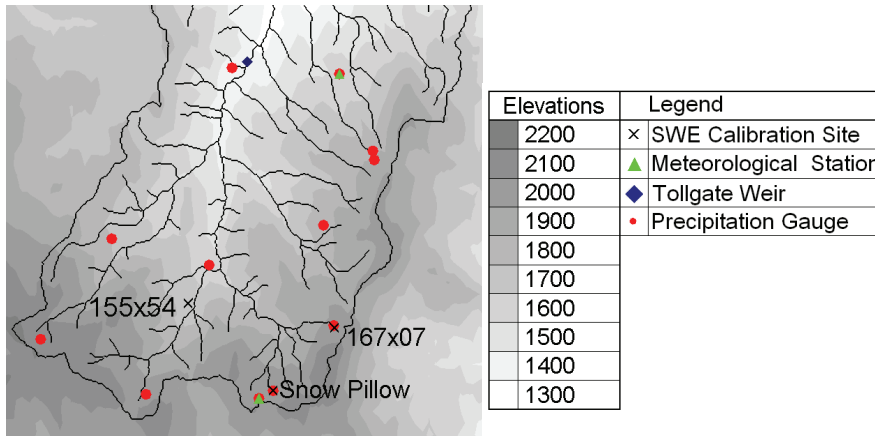 155x54
167x07
Snow Pillow
Elevations Legend
2200 SWE Calibration Site
2100 Meteorological Station
2000 Tollgate Weir
1900 Precipitation Gauge
1800
1700
1600
1500
1400
1300